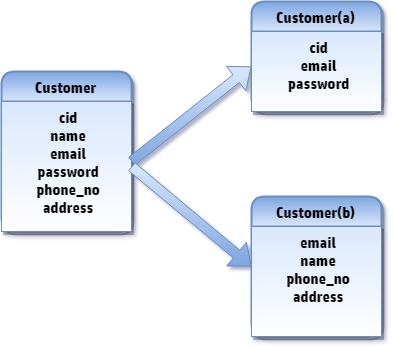 Customer
cid
name
email
password
phone_no
address
Customer(a)
cid
email
password
Customer(b)
email
name
phone_no
address